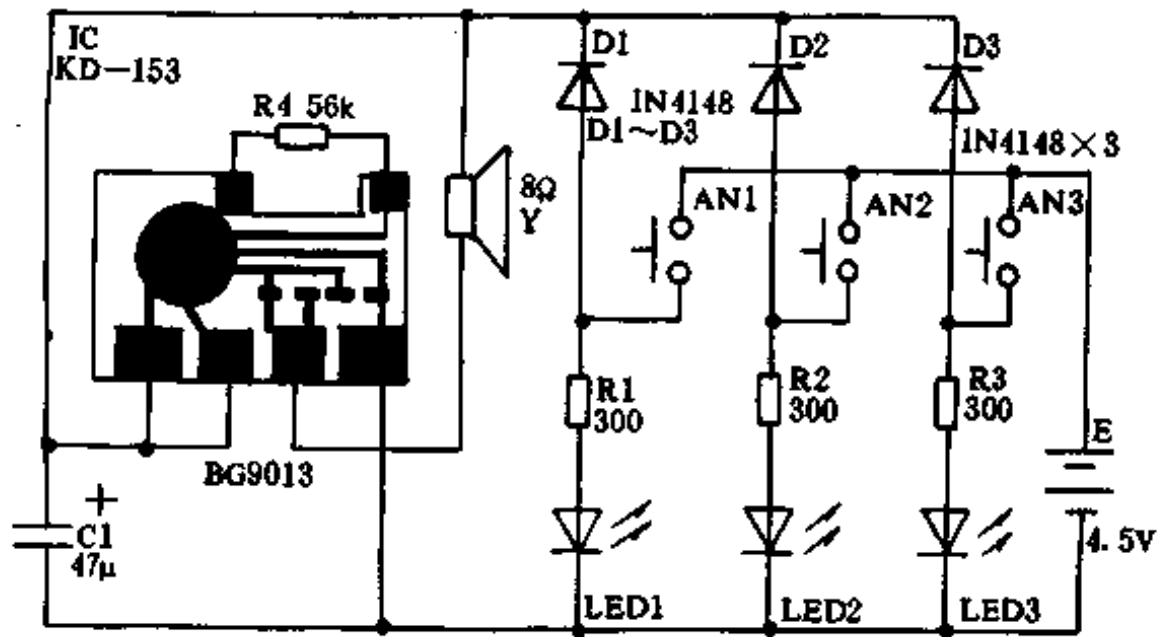 IC
KD-153
R4 56k
8Ω
Y
BG9013
+
C1
47μ
D1
1N4148
D1~D3
D2
D3
1N4148×3
AN1
AN2
AN3
R1
300
R2
300
R3
300
E
4.5V
LED1
LED2
LED3